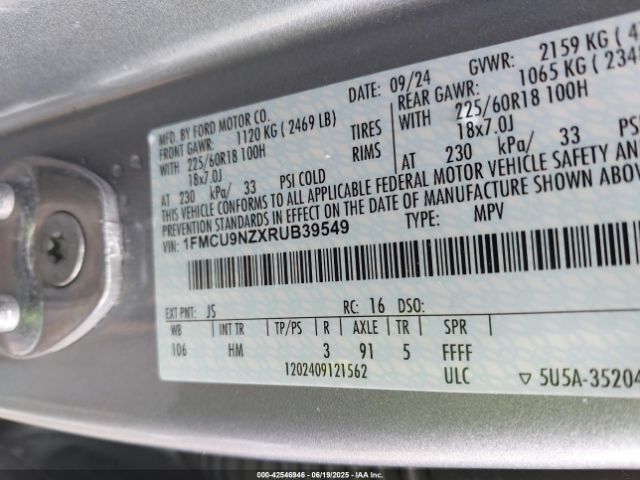 MFD. BY FORD MOTOR CO.
DATE: 09/24 GVWR: 2159 KG
FRONT GAWR: 1120 KG ( 2469 LB)
REAR GAWR: 1065 KG
WITH 225/60R18 100H TIRES WITH 225/60R18 100H
18x7.0J RIMS 18x7.0J
AT 230 kPa/ 33 PSI COLD AT 230 kPa/ 33
THIS VEHICLE CONFORMS TO ALL APPLICABLE FEDERAL MOTOR VEHICLE SAFETY AND
PREVENTION STANDARDS IN EFFECT ON THE DATE OF MANUFACTURE SHOWN
VIN: 1FMCU9NZXRUB39549 TYPE: MPV
EXT PNT: JS RC: 16 DSO:
WB INT TR TP/PS R AXLE TR SPR
106 HM 3 91 5 FFFF
1202409121562 ULC ▽ 5U5A-35204
000-42546946 - 06/19/2025 - IAA Inc.